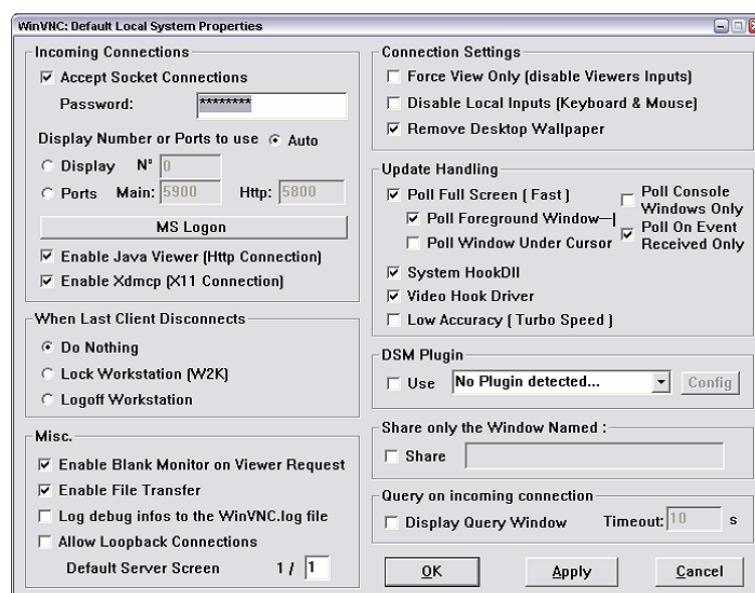 WinVNC: Default Local System Properties
Incoming Connections
Accept Socket Connections
Password: ********
Display Number or Ports to use Auto
Display N° 0
Ports Main: 5900 Http: 5800
MS Logon
Enable Java Viewer (Http Connection)
Enable Xdmcp (X11 Connection)
When Last Client Disconnects
Do Nothing
Lock Workstation (W2K)
Logoff Workstation
Misc.
Enable Blank Monitor on Viewer Request
Enable File Transfer
Log debug infos to the WinVNC.log file
Allow Loopback Connections
Default Server Screen 1 / 1
Connection Settings
Force View Only (disable Viewers Inputs)
Disable Local Inputs (Keyboard & Mouse)
Remove Desktop Wallpaper
Update Handling
Poll Full Screen ( Fast )
Poll Foreground Window
Poll Window Under Cursor
Poll Console
Windows Only
Poll On Event
Received Only
System HookDll
Video Hook Driver
Low Accuracy ( Turbo Speed )
DSM Plugin
Use No Plugin detected... Config
Share only the Window Named :
Share
Query on incoming connection
Display Query Window Timeout: 10 s
OK Apply Cancel